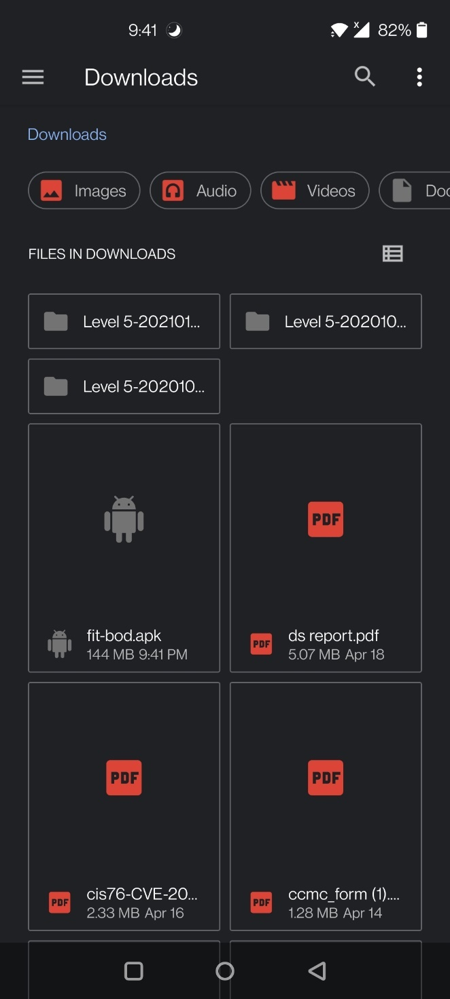 9:41 x 82%
Downloads
Downloads
Images Audio Videos Doc
FILES IN DOWNLOADS
Level 5-202101... Level 5-202010...
Level 5-202010...
PDF
fit-bod.apk
144 MB 9:41 PM
PDF ds report.pdf
5.07 MB Apr 18
PDF PDF
PDF cis76-CVE-20...
2.33 MB Apr 16
PDF ccmc_form (1)....
1.28 MB Apr 14